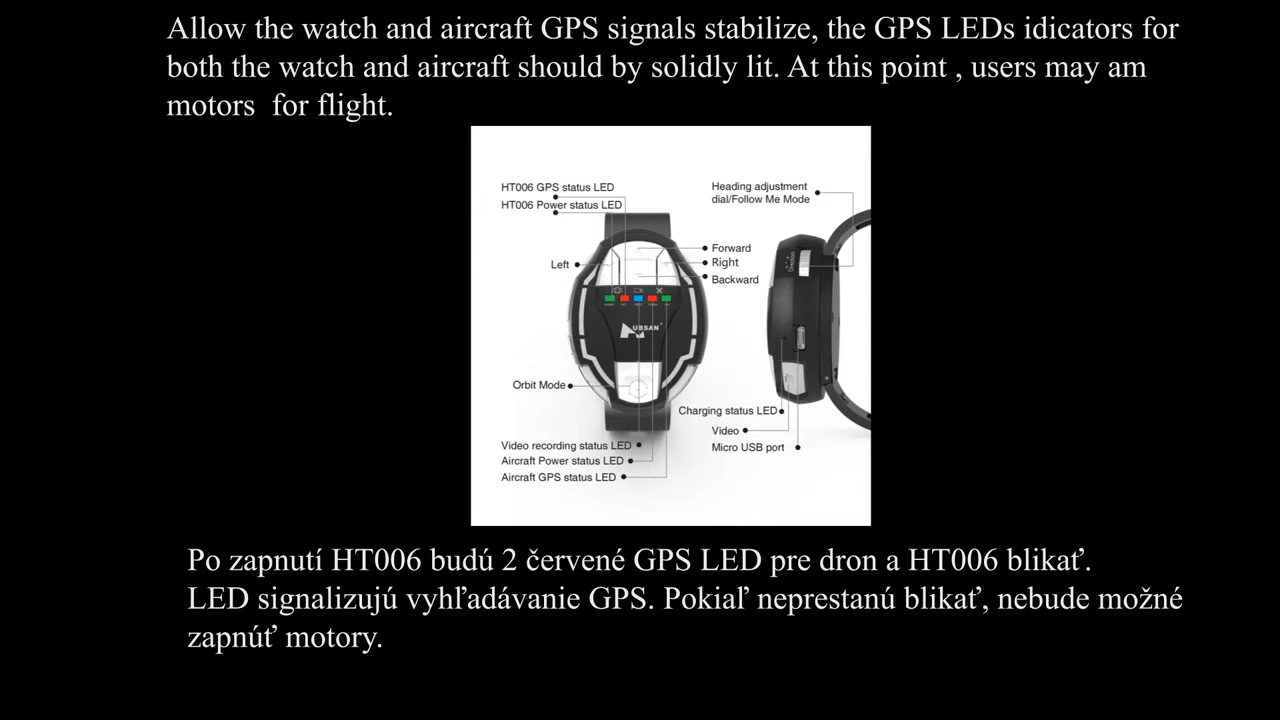 Allow the watch and aircraft GPS signals stabilize, the GPS LEDs idicators for
both the watch and aircraft should by solidly lit. At this point , users may am
motors for flight.
HT006 GPS status LED
HT006 Power status LED
Heading adjustment
dial/Follow Me Mode
Forward
Left
Right
Backward
Direction
HUBSAN
Orbit Mode
Charging status LED
Video
Micro USB port
Video recording status LED
Aircraft Power status LED
Aircraft GPS status LED
Po zapnutí HT006 budú 2 červené GPS LED pre dron a HT006 blikať.
LED signalizujú vyhľadávanie GPS. Pokiaľ neprestanú blikať, nebude možné
zapnúť motory.